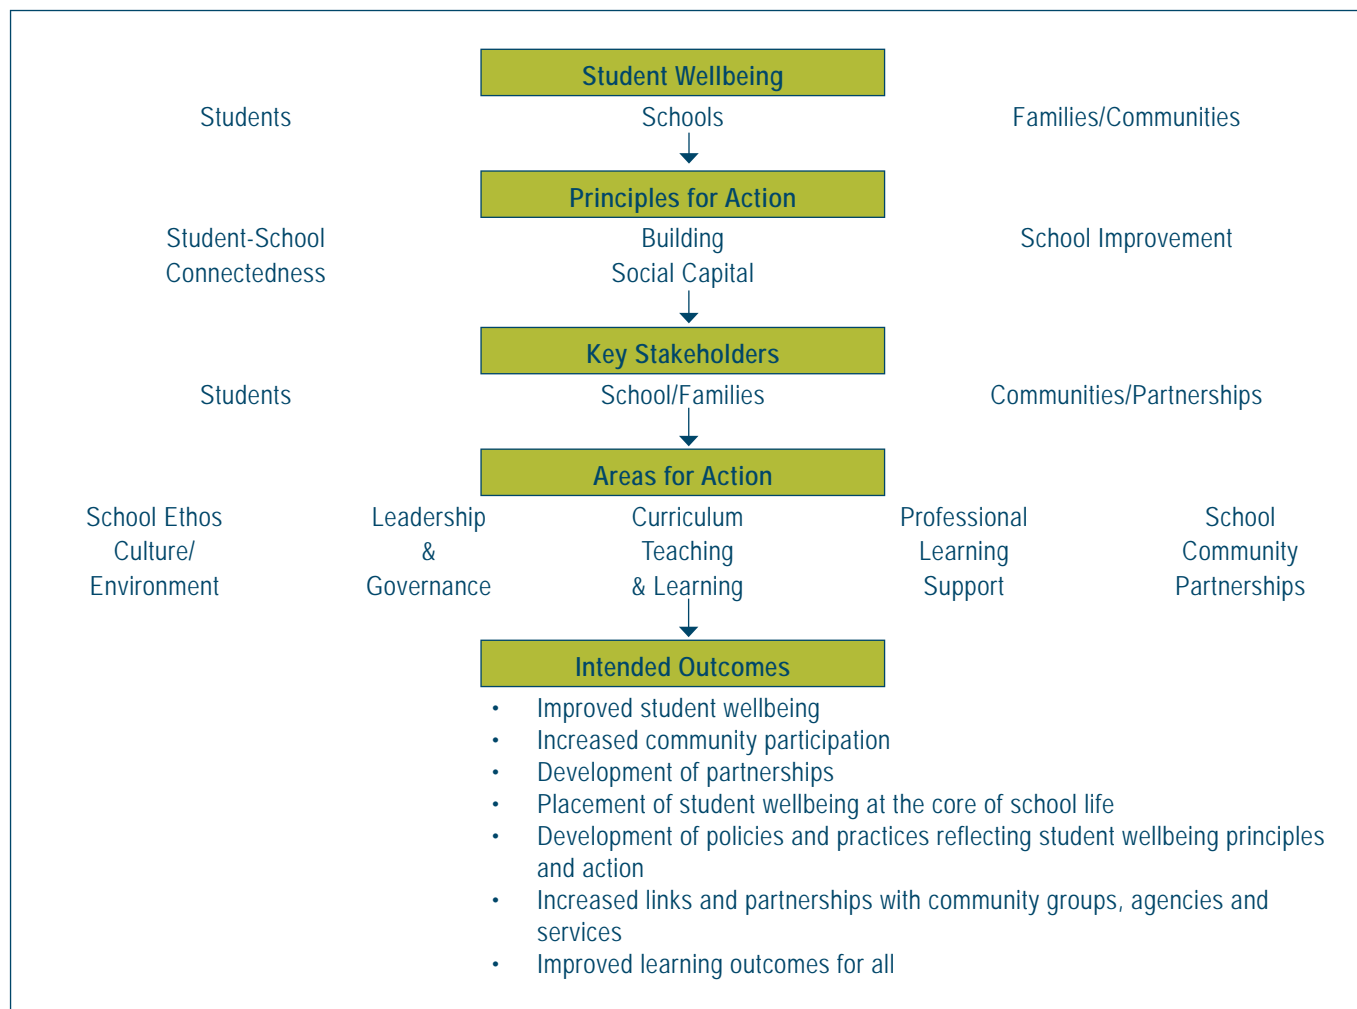 Student Wellbeing
Students Schools Families/Communities
Principles for Action
Student-School Building School Improvement
Connectedness Social Capital
Key Stakeholders
Students School/Families Communities/Partnerships
Areas for Action
School Ethos Leadership Curriculum Professional School
Culture/ & Teaching Learning Community
Environment Governance & Learning Support Partnerships
Intended Outcomes
• Improved student wellbeing
• Increased community participation
• Development of partnerships
• Placement of student wellbeing at the core of school life
• Development of policies and practices reflecting student wellbeing principles
and action
• Increased links and partnerships with community groups, agencies and
services
• Improved learning outcomes for all